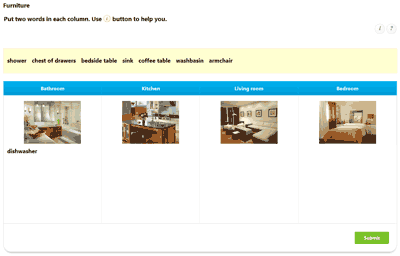 Furniture
Put two words in each column. Use button to help you.
i ?
shower chest of drawers bedside table sink coffee table washbasin armchair
Bathroom Kitchen Living room Bedroom
dishwasher
Submit